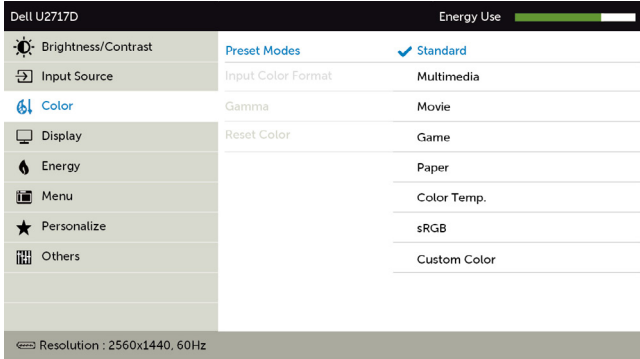 Dell U2717D Energy Use
Brightness/Contrast
Input Source
Color
Display
Energy
Menu
Personalize
Others
Preset Modes
Input Color Format
Gamma
Reset Color
Standard
Multimedia
Movie
Game
Paper
Color Temp.
sRGB
Custom Color
Resolution : 2560x1440, 60Hz